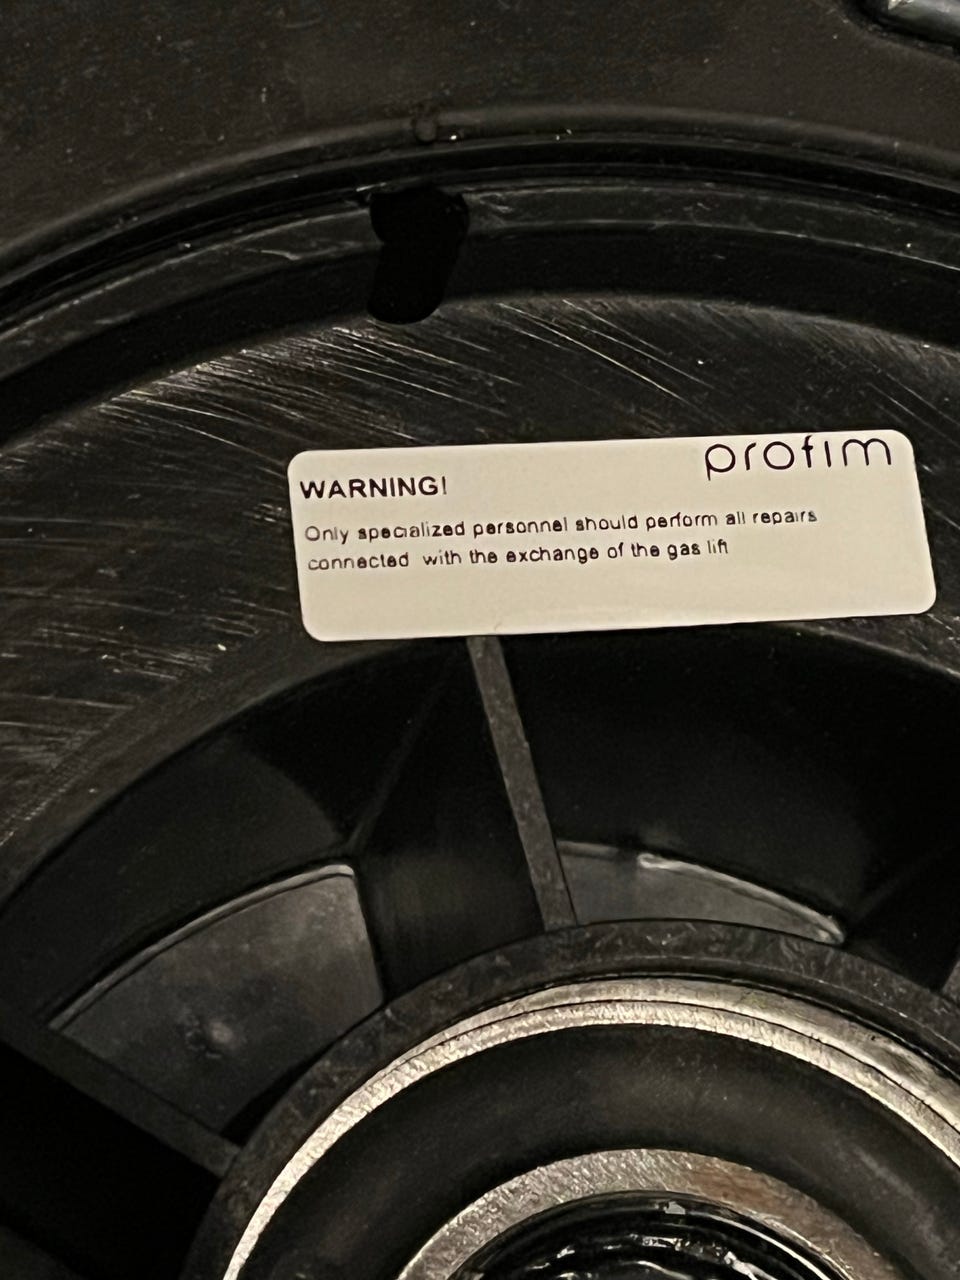 profim
WARNING!
Only specialized personnel should perform all repairs
connected with the exchange of the gas lift